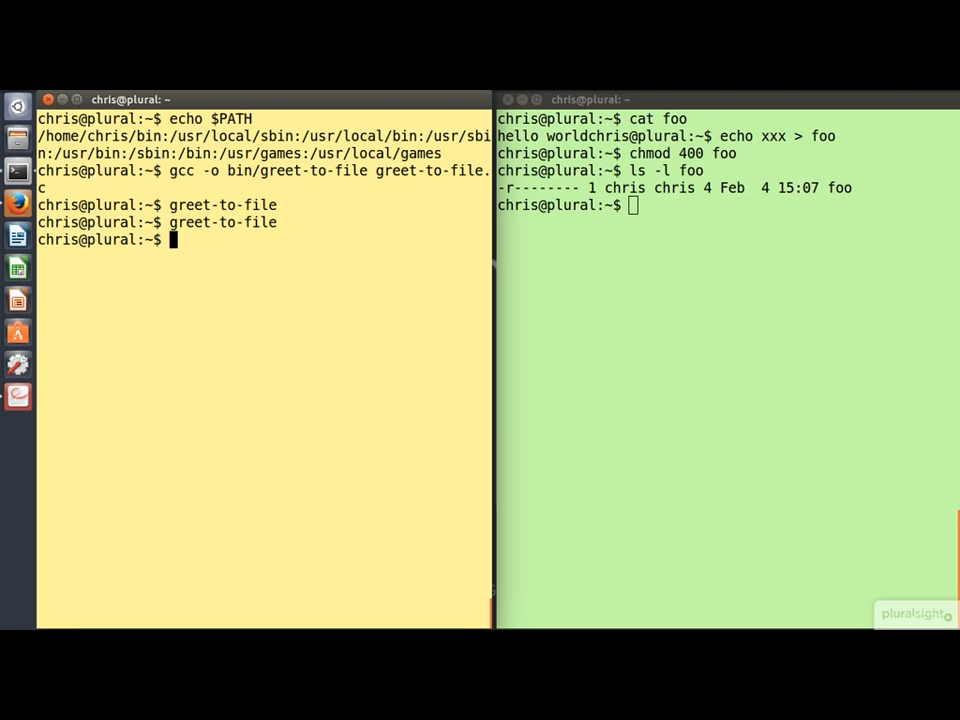 chris@plural: ~
chris@plural:~$ echo $PATH
/home/chris/bin:/usr/local/sbin:/usr/local/bin:/usr/sbi
n:/usr/bin:/sbin:/bin:/usr/games:/usr/local/games
chris@plural:~$ gcc -o bin/greet-to-file greet-to-file.
c
chris@plural:~$ greet-to-file
chris@plural:~$ greet-to-file
chris@plural:~$
chris@plural: ~
chris@plural:~$ cat foo
hello worldchris@plural:~$ echo xxx > foo
chris@plural:~$ chmod 400 foo
chris@plural:~$ ls -l foo
-r-------- 1 chris chris 4 Feb  4 15:07 foo
chris@plural:~$
pluralsight